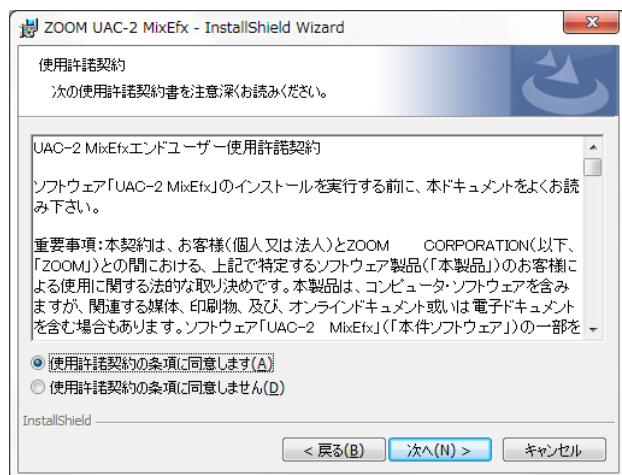 ZOOM UAC-2 MixEfx - InstallShield Wizard
使用許諾契約
次の使用許諾契約書を注意深くお読みください。
UAC-2 MixEfxエンドユーザー使用許諾契約
ソフトウェア「UAC-2 MixEfx」のインストールを実行する前に、本ドキュメントをよくお読
み下さい。
重要事項:本契約は、お客様(個人又は法人)とZOOM CORPORATION(以下、
「ZOOM」)との間における、上記で特定するソフトウェア製品(「本製品」)のお客様に
よる使用に関する法的な取り決めです。本製品は、コンピュータ・ソフトウェアを含み
ますが、関連する媒体、印刷物、及び、オンラインドキュメント或いは電子ドキュメント
を含む場合もあります。ソフトウェア「UAC-2 MixEfx」(「本件ソフトウェア」)の一部を
使用許諾契約の条項に同意します(A)
使用許諾契約の条項に同意しません(D)
InstallShield
< 戻る(B)
次へ(N) >
キャンセル